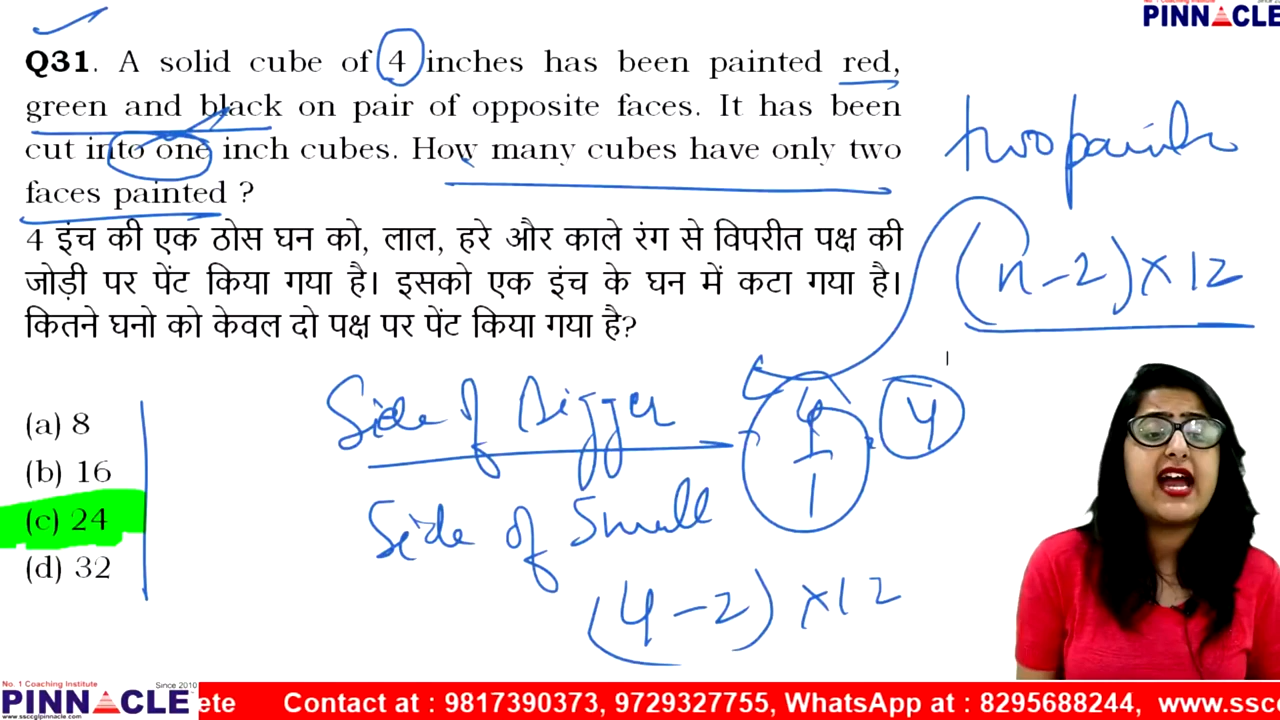 Since 2010
PINNACLE
Q31. A solid cube of 4 inches has been painted red,
green and black on pair of opposite faces. It has been
cut into one inch cubes. How many cubes have only two
faces painted ?
4 इंच की एक ठोस घन को, लाल, हरे और काले रंग से विपरीत पक्ष की
जोड़ी पर पेंट किया गया है। इसको एक इंच के घन में कटा गया है।
कितने घनो को केवल दो पक्ष पर पेंट किया गया है?
(a) 8
(b) 16
(c) 24
(d) 32
two paint
(n-2)×12
Side of Bigger
Side of Small
4
1
4
(4-2) ×12
No. 1 Coaching Institute Since 2010
PINNACLE
ete Contact at : 9817390373, 9729327755, WhatsApp at : 8295688244, www.ssc
ssccglpinnacle.com